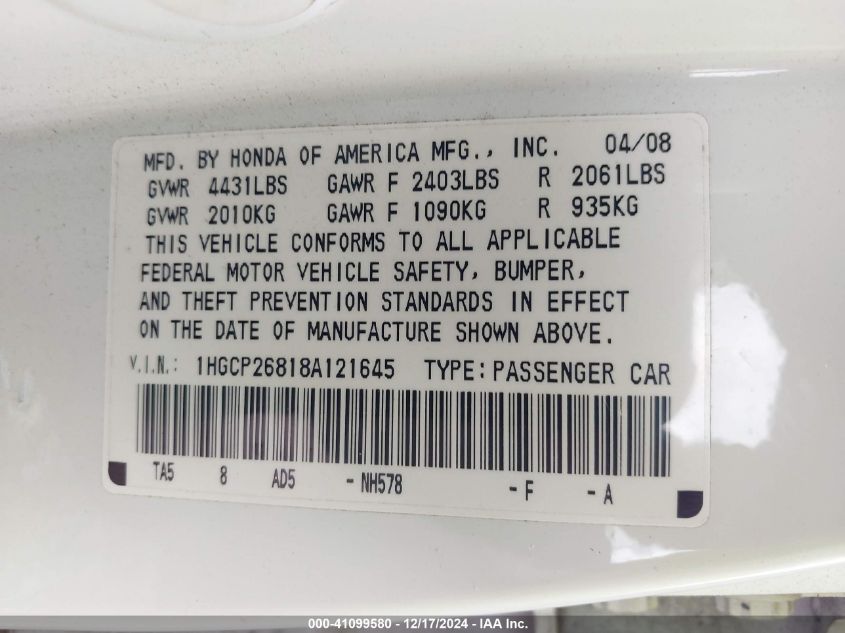 MFD. BY HONDA OF AMERICA MFG., INC. 04/08
GVWR 4431LBS GAWR F 2403LBS R 2061LBS
GVWR 2010KG GAWR F 1090KG R 935KG
THIS VEHICLE CONFORMS TO ALL APPLICABLE
FEDERAL MOTOR VEHICLE SAFETY, BUMPER,
AND THEFT PREVENTION STANDARDS IN EFFECT
ON THE DATE OF MANUFACTURE SHOWN ABOVE.
V.I.N.: 1HGCP26818A121645 TYPE: PASSENGER CAR
TA5 8 AD5 - NH578 - F - A
000-41099580 - 12/17/2024 - IAA Inc.